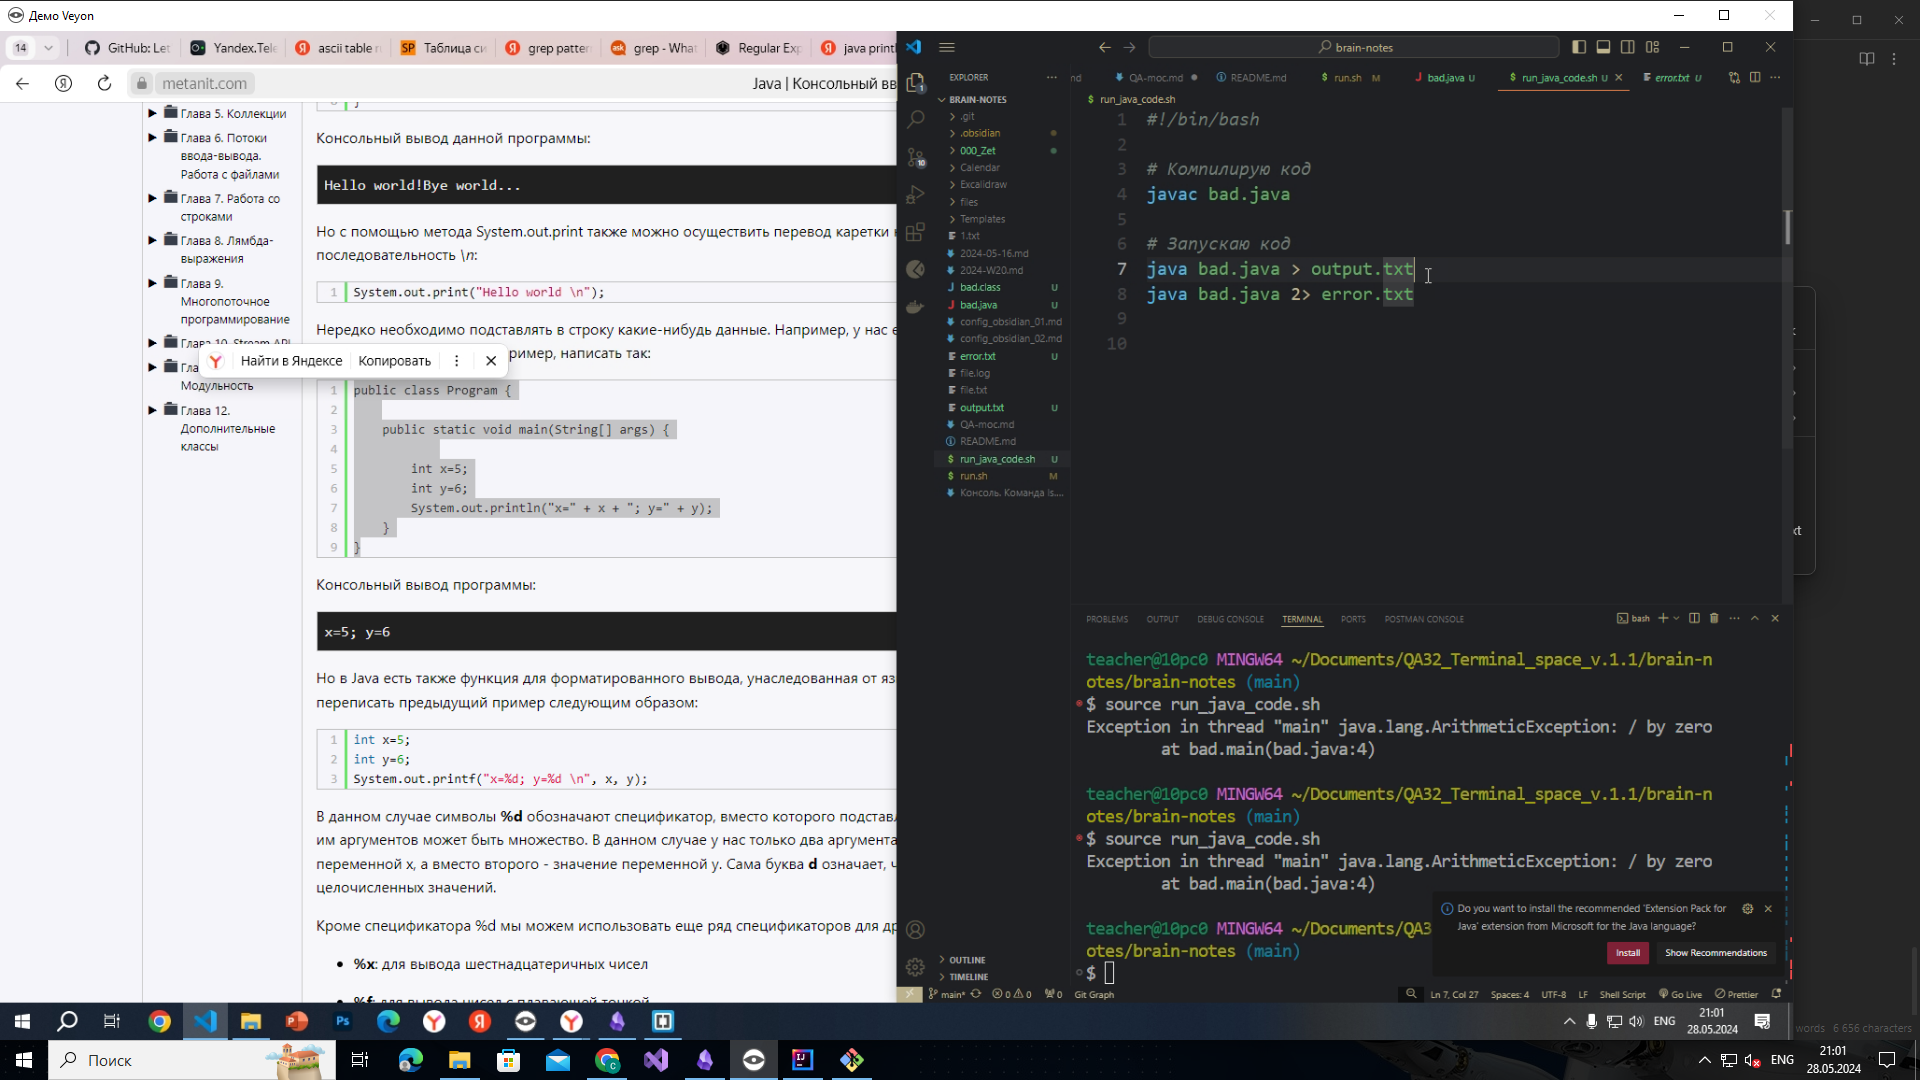 Демо Veyon
14
GitHub: Let
Yandex.Tele
ascii table ru
Таблица си
grep patter
grep - Wha
Regular Exp
java print
metanit.com
Java | Консольный вв
Глава 5. Коллекции
Глава 6. Потоки
ввода-вывода.
Работа с файлами
Глава 7. Работа со
строками
Глава 8. Лямбда-
выражения
Глава 9.
Многопоточное
программирование
Глава 10. Stream API
Модульность
Глава 12.
Дополнительные
классы
Найти в Яндексе
Копировать
Консольный вывод данной программы:
Hello world!Bye world...
Но с помощью метода System.out.print также можно осуществить перевод каретки
последовательность \n:
1 System.out.print("Hello world \n");
Нередко необходимо подставлять в строку какие-нибудь данные. Например, у нас е
ример, написать так:
1 public class Program {
2
3 public static void main(String[] args) {
4
5 int x=5;
6 int y=6;
7 System.out.println("x=" + x + "; y=" + y);
8 }
9 }
Консольный вывод программы:
x=5; y=6
Но в Java есть также функция для форматированного вывода, унаследованная от яз
переписать предыдущий пример следующим образом:
1 int x=5;
2 int y=6;
3 System.out.printf("x=%d; y=%d \n", x, y);
В данном случае символы %d обозначают спецификатор, вместо которого подставл
им аргументов может быть множество. В данном случае у нас только два аргумента
переменной x, а вместо второго - значение переменной y. Сама буква d означает, ч
целочисленных значений.
Кроме спецификатора %d мы можем использовать еще ряд спецификаторов для др
• %x: для вывода шестнадцатеричных чисел
• %f: для вывода чисел с плавающей точкой
brain-notes
EXPLORER
BRAIN-NOTES
.git
.obsidian
000_Zet
Calendar
Excalidraw
files
Templates
1.txt
2024-05-16.md
2024-W20.md
bad.class U
bad.java U
config_obsidian_01.md
config_obsidian_02.md
error.txt U
file.log
file.txt
output.txt U
QA-moc.md
README.md
run_java_code.sh U
run.sh M
Консоль. Команда ls....
OUTLINE
TIMELINE
nd
QA-moc.md
README.md
run.sh M
bad.java U
run_java_code.sh U
error.txt U
run_java_code.sh
1 #!/bin/bash
2
3 # Компилирую код
4 javac bad.java
5
6 # Запускаю код
7 java bad.java > output.txt
8 java bad.java 2> error.txt
9
10
PROBLEMS OUTPUT DEBUG CONSOLE TERMINAL PORTS POSTMAN CONSOLE
bash
teacher@10pc0 MINGW64 ~/Documents/QA32_Terminal_space_v.1.1/brain-n
otes/brain-notes (main)
$ source run_java_code.sh
Exception in thread "main" java.lang.ArithmeticException: / by zero
at bad.main(bad.java:4)
teacher@10pc0 MINGW64 ~/Documents/QA32_Terminal_space_v.1.1/brain-n
otes/brain-notes (main)
$ source run_java_code.sh
Exception in thread "main" java.lang.ArithmeticException: / by zero
at bad.main(bad.java:4)
teacher@10pc0 MINGW64 ~/Documents/QA3
otes/brain-notes (main)
$
Do you want to install the recommended 'Extension Pack for
Java' extension from Microsoft for the Java language?
Install
Show Recommendations
main* 0 0 0 Git Graph
Ln 7, Col 27 Spaces: 4 UTF-8 LF Shell Script Go Live Prettier
ENG
21:01
28.05.2024
words 6 656 characters
Поиск
ENG
21:01
28.05.2024